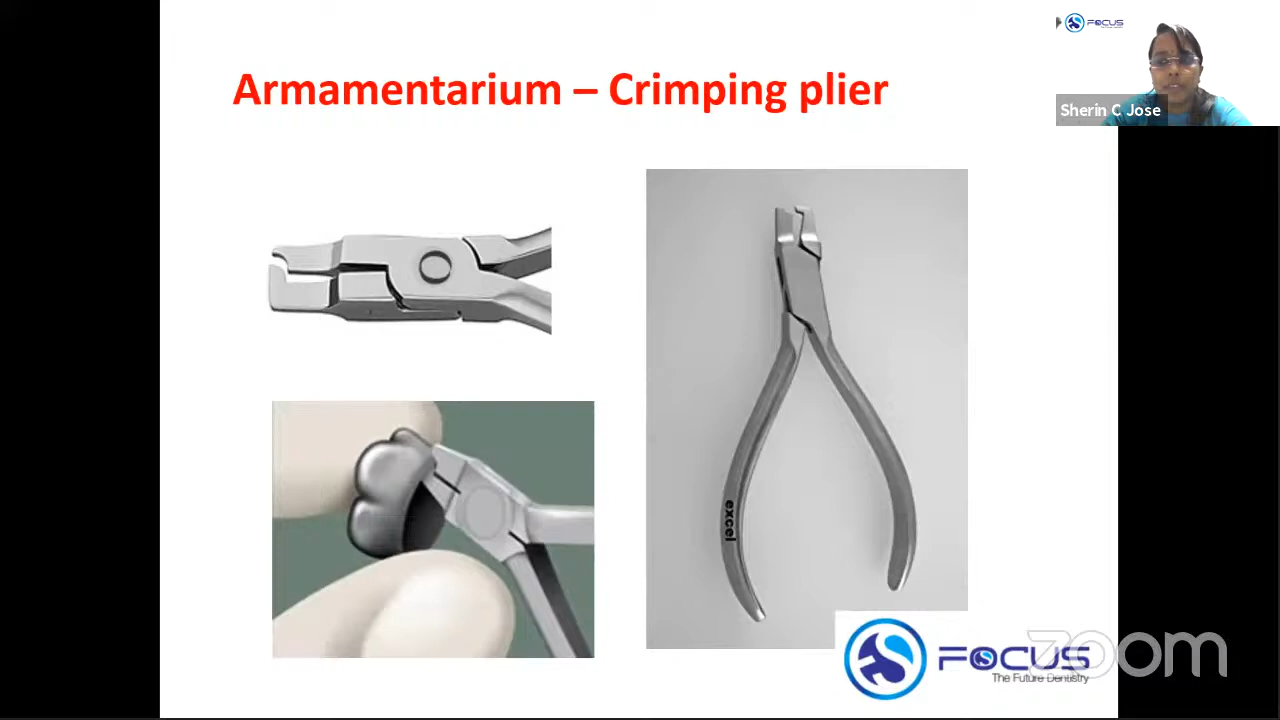 FOCUS
Sherin C Jose
Armamentarium – Crimping plier
excel
FOCUS
The Future Dentistry
zoom